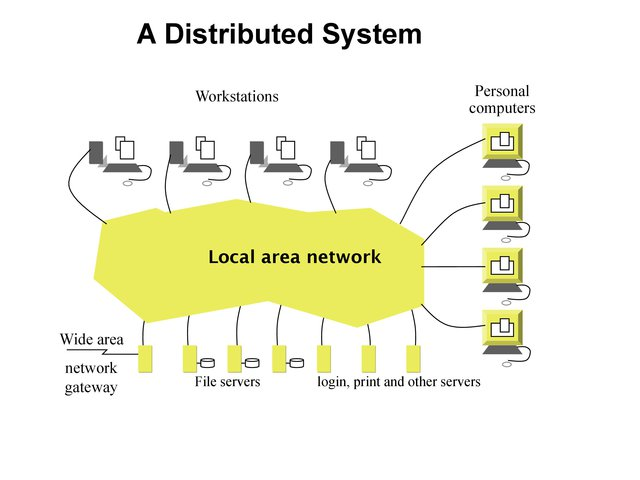 A Distributed System
Workstations
Personal
computers
Local area network
Wide area
network
gateway
File servers
login, print and other servers